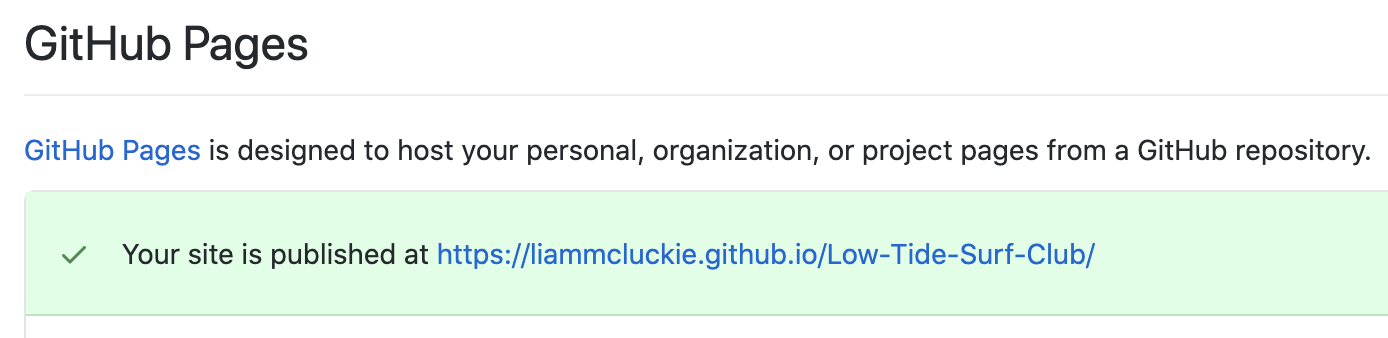 GitHub Pages
GitHub Pages is designed to host your personal, organization, or project pages from a GitHub repository.
Your site is published at https://liammcluckie.github.io/Low-Tide-Surf-Club/